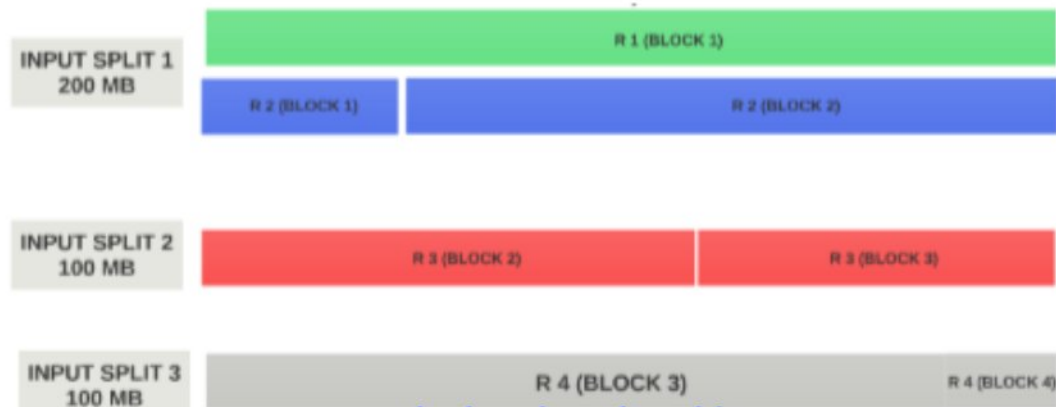 INPUT SPLIT 1
200 MB
R 1 (BLOCK 1)
R 2 (BLOCK 1)
R 2 (BLOCK 2)
INPUT SPLIT 2
100 MB
R 3 (BLOCK 2)
R 3 (BLOCK 3)
INPUT SPLIT 3
100 MB
R 4 (BLOCK 3)
R 4 (BLOCK 4)